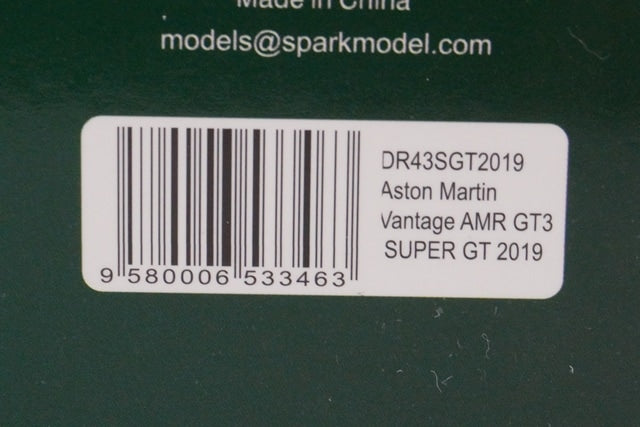 Made in China
models@sparkmodel.com
DR43SGT2019
Aston Martin
Vantage AMR GT3
SUPER GT 2019
9 580006 533463